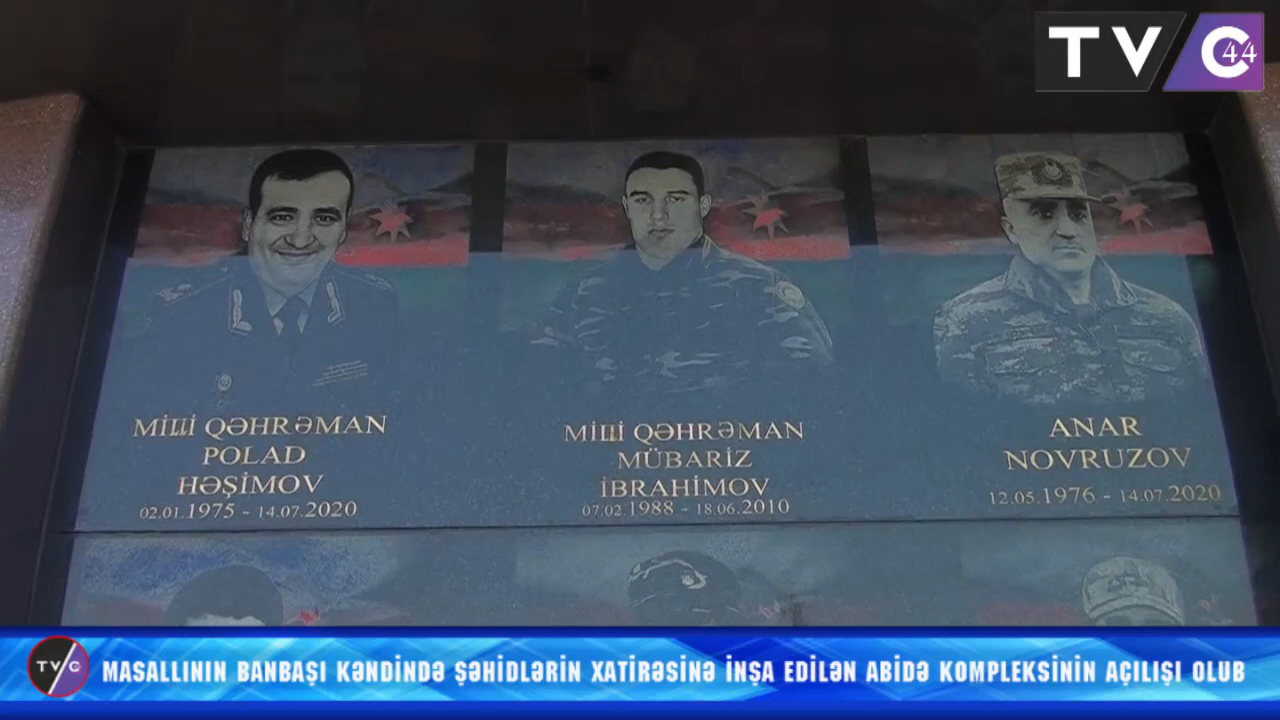 TVC 44
MİLLİ QƏHRƏMAN
POLAD
HƏŞİMOV
02.01.1975 - 14.07.2020
MİLLİ QƏHRƏMAN
MÜBARİZ
İBRAHİMOV
07.02.1988 - 18.06.2010
ANAR
NOVRUZOV
12.05.1976 - 14.07.2020
TVC
MASALLININ BANBAŞI KƏNDİNDƏ ŞƏHİDLƏRİN XATİRƏSİNƏ İNŞA EDİLƏN ABİDƏ KOMPLEKSİNİN AÇILIŞI OLUB